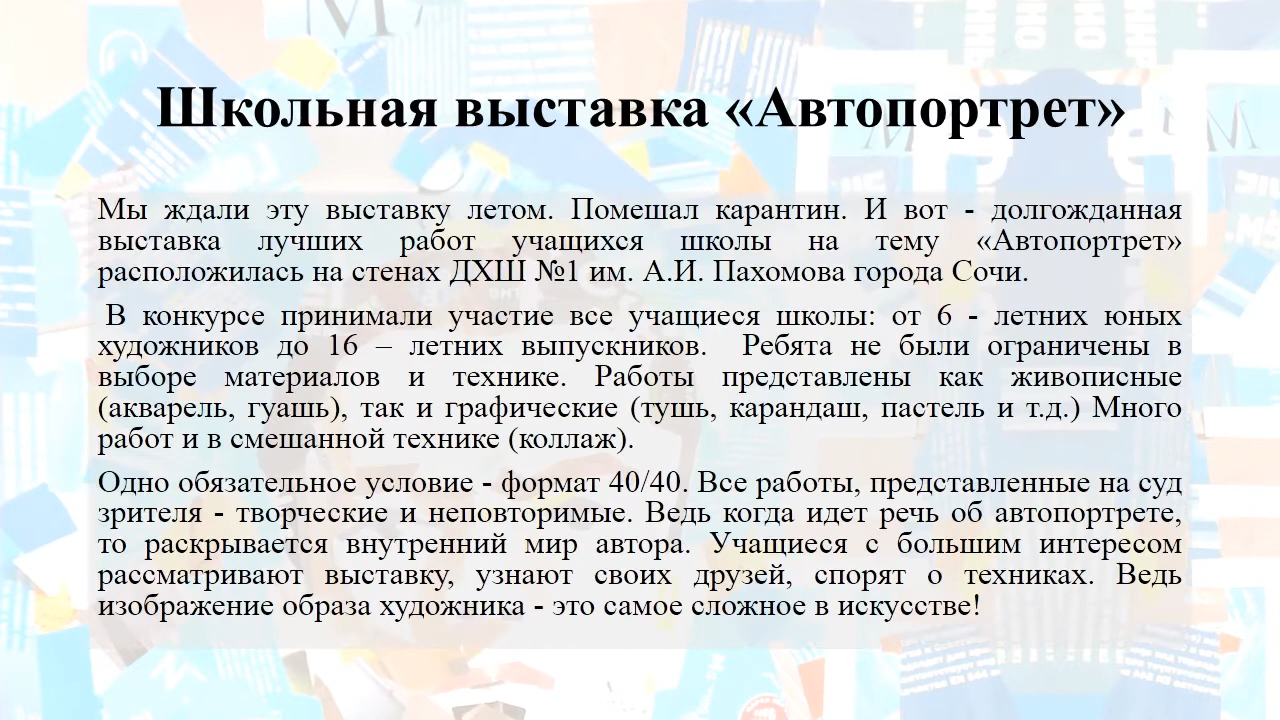 Школьная выставка «Автопортрет»
Мы ждали эту выставку летом. Помешал карантин. И вот - долгожданная
выставка лучших работ учащихся школы на тему «Автопортрет»
расположилась на стенах ДХШ №1 им. А.И. Пахомова города Сочи.
В конкурсе принимали участие все учащиеся школы: от 6 - летних юных
художников до 16 – летних выпускников. Ребята не были ограничены в
выборе материалов и технике. Работы представлены как живописные
(акварель, гуашь), так и графические (тушь, карандаш, пастель и т.д.) Много
работ и в смешанной технике (коллаж).
Одно обязательное условие - формат 40/40. Все работы, представленные на суд
зрителя - творческие и неповторимые. Ведь когда идет речь об автопортрете,
то раскрывается внутренний мир автора. Учащиеся с большим интересом
рассматривают выставку, узнают своих друзей, спорят о техниках. Ведь
изображение образа художника - это самое сложное в искусстве!